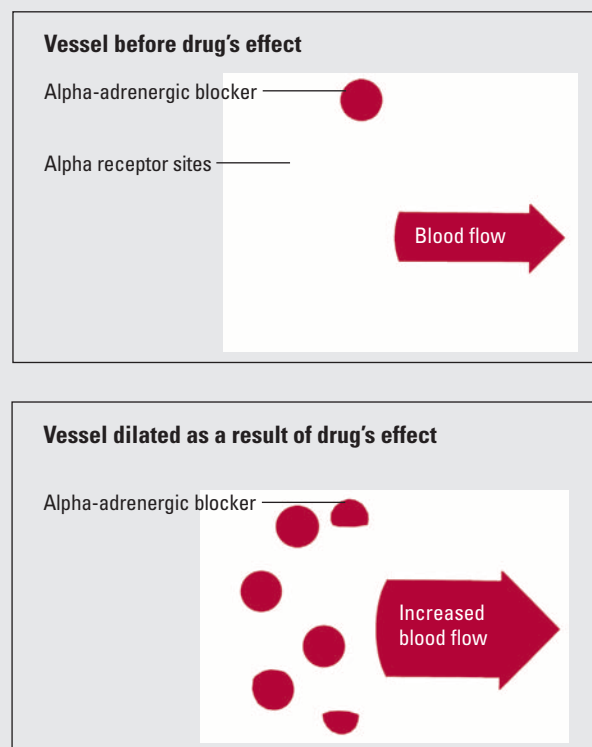 Vessel before drug's effect
Alpha-adrenergic blocker
Alpha receptor sites
Blood flow
Vessel dilated as a result of drug's effect
Alpha-adrenergic blocker
Increased
blood flow